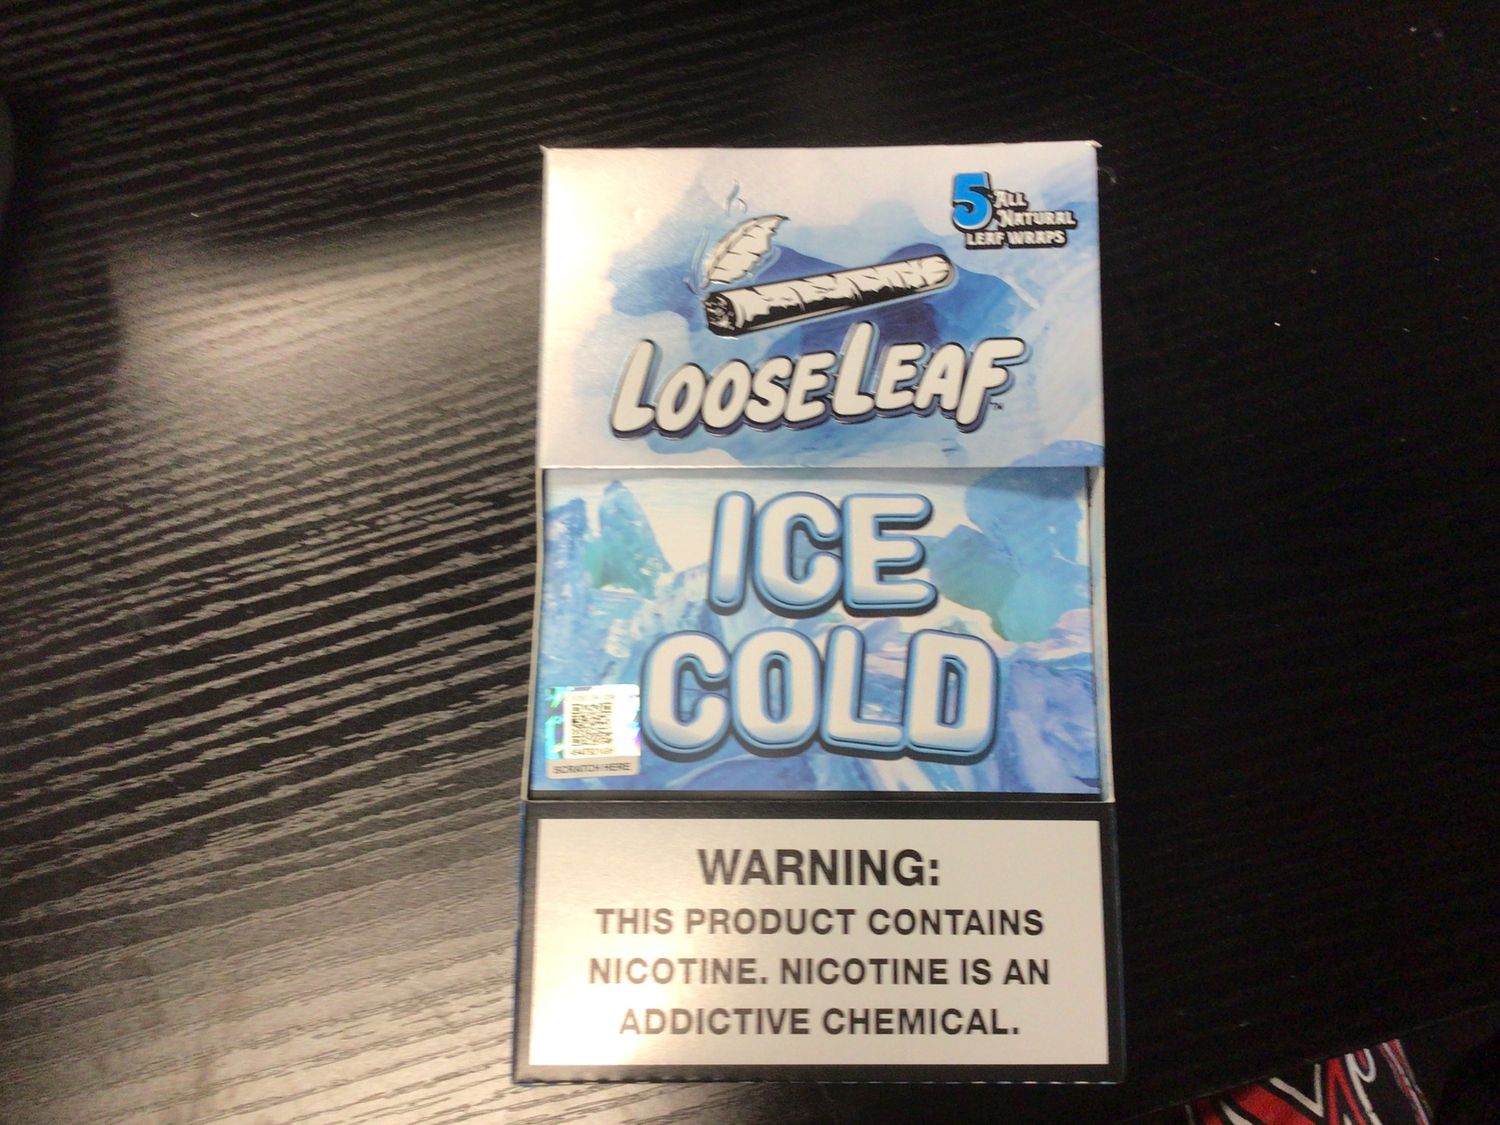 5 ALL
NATURAL
LEAF WRAPS
LOOSELEAF™
ICE
COLD
SCRATCH HERE
WARNING:
THIS PRODUCT CONTAINS
NICOTINE. NICOTINE IS AN
ADDICTIVE CHEMICAL.